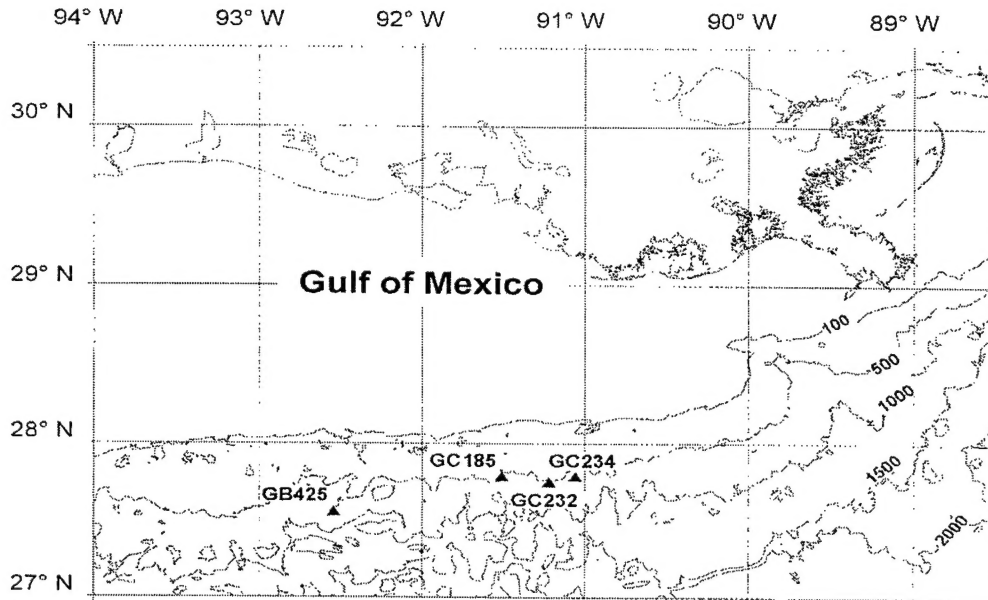 94° W 93° W 92° W 91° W 90° W 89° W
30° N
29° N
Gulf of Mexico
100
500
1000
28° N
GC185 GC234
1500
GB425
GC232
2000
27° N